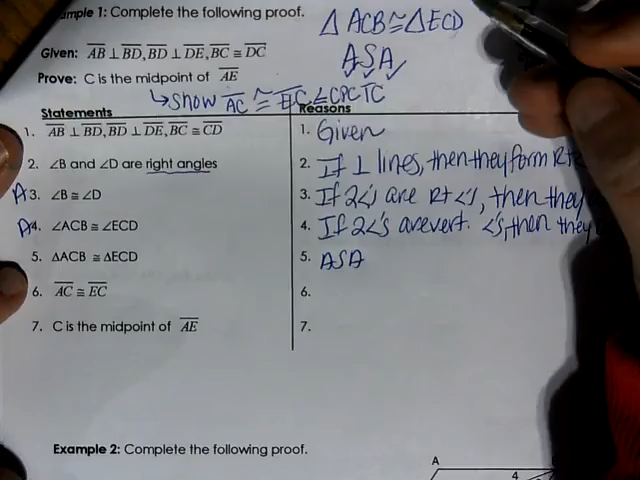 ample 1: Complete the following proof.
△ ACB ≅ △ ECD
Given: AB ⊥ BD, BD ⊥ DE, BC ≅ DC
ASA
Prove: C is the midpoint of AE
↳ show AC ≅ EC ∠ CPCTC
Statements
Reasons
1. AB ⊥ BD, BD ⊥ DE, BC ≅ CD
1. Given
2. ∠B and ∠D are right angles
2. If ⊥ lines, then they form Rt
A 3. ∠B ≅ ∠D
3. If 2∠'s are Rt ∠'s, then they
A 4. ∠ACB ≅ ∠ECD
4. If 2∠'s are vert. ∠'s, then they
5. ΔACB ≅ ΔECD
5. ASA
6. AC ≅ EC
6.
7. C is the midpoint of AE
7.
Example 2: Complete the following proof.
A
4